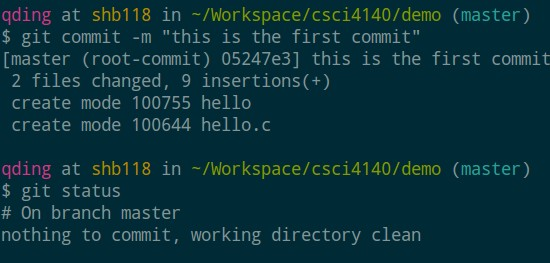 qding at shb118 in ~/Workspace/csci4140/demo (master)
$ git commit -m "this is the first commit"
[master (root-commit) 05247e3] this is the first commit
 2 files changed, 9 insertions(+)
 create mode 100755 hello
 create mode 100644 hello.c
qding at shb118 in ~/Workspace/csci4140/demo (master)
$ git status
# On branch master
nothing to commit, working directory clean